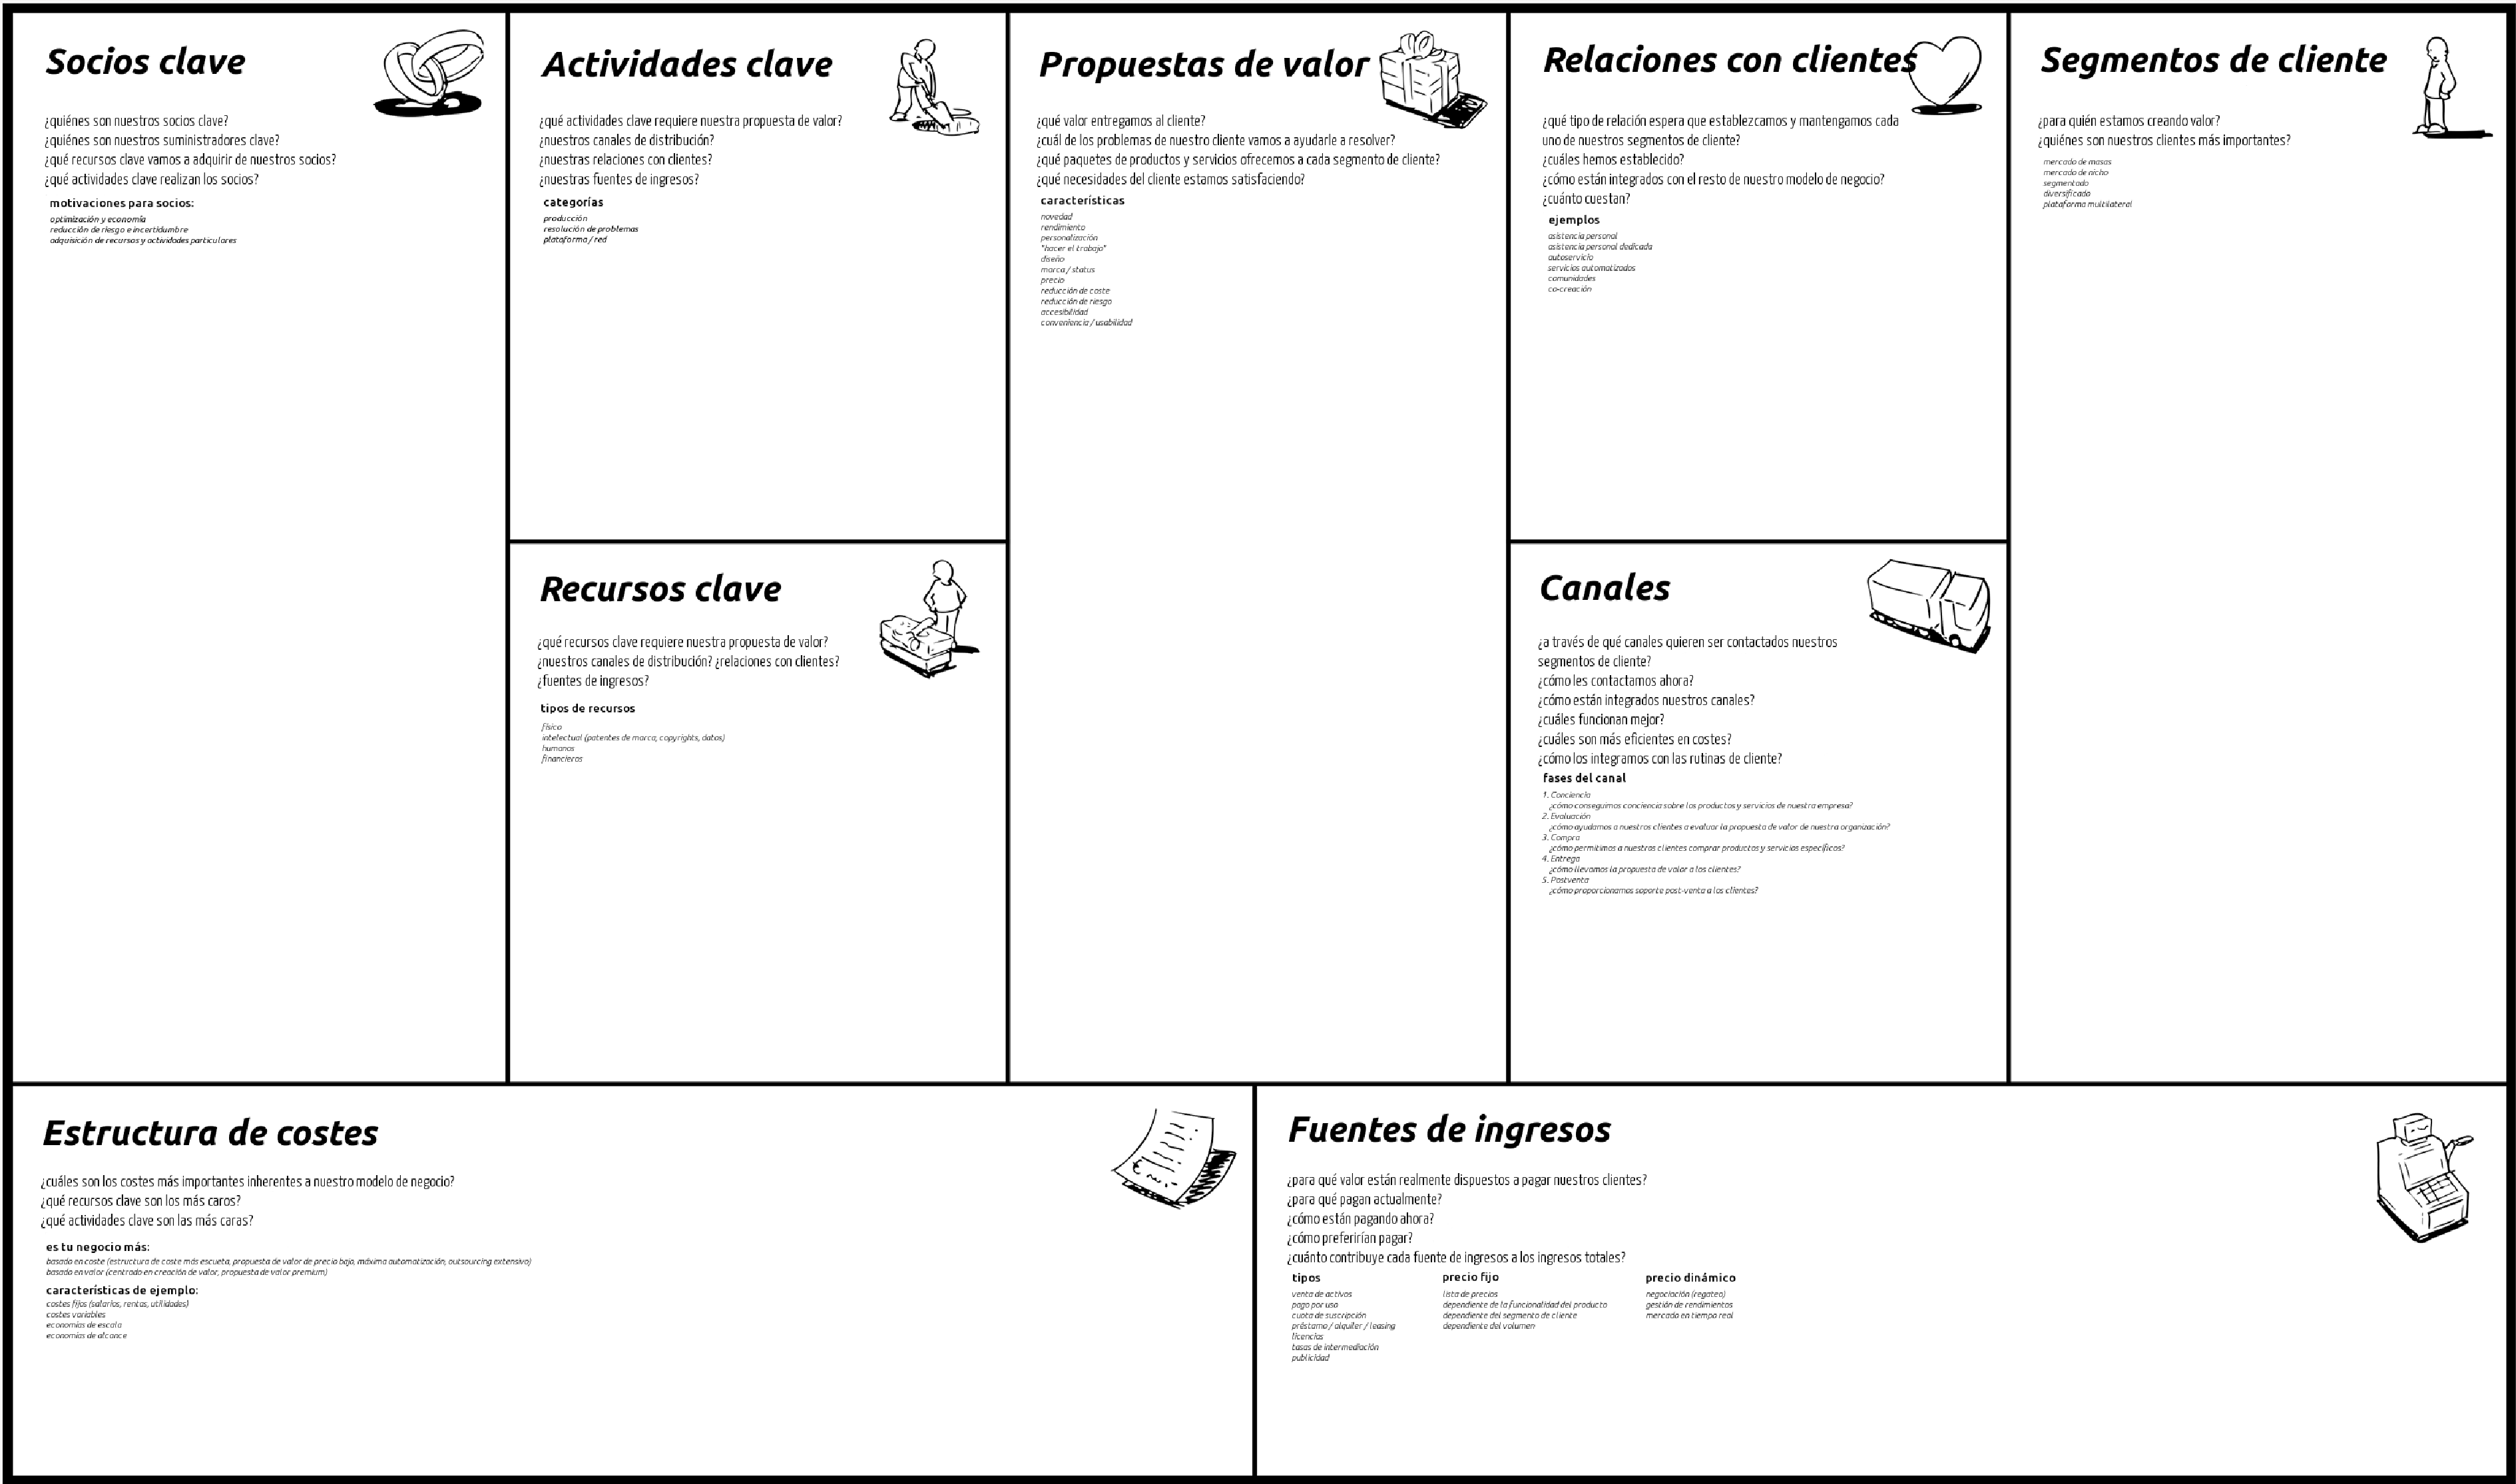 Socios clave
¿quiénes son nuestros socios clave?
¿quiénes son nuestros suministradores clave?
¿qué recursos clave vamos a adquirir de nuestros socios?
¿qué actividades clave realizan los socios?
motivaciones para socios:
optimización y economía
reducción de riesgo e incertidumbre
adquisición de recursos y actividades particulares
Actividades clave
¿qué actividades clave requiere nuestra propuesta de valor?
¿nuestros canales de distribución?
¿nuestras relaciones con clientes?
¿nuestras fuentes de ingresos?
categorías
producción
resolución de problemas
plataforma / red
Recursos clave
¿qué recursos clave requiere nuestra propuesta de valor?
¿nuestros canales de distribución? ¿relaciones con clientes?
¿fuentes de ingresos?
tipos de recursos
físico
intelectual (patentes de marca, copyrights, datos)
humanos
financieros
Propuestas de valor
¿qué valor entregamos al cliente?
¿cuál de los problemas de nuestro cliente vamos a ayudarle a resolver?
¿qué paquetes de productos y servicios ofrecemos a cada segmento de cliente?
¿qué necesidades del cliente estamos satisfaciendo?
características
novedad
rendimiento
personalización
"hacer el trabajo"
diseño
marca / status
precio
reducción de coste
reducción de riesgo
accesibilidad
conveniencia / usabilidad
Relaciones con clientes
¿qué tipo de relación espera que establezcamos y mantengamos cada
uno de nuestros segmentos de cliente?
¿cuáles hemos establecido?
¿cómo están integrados con el resto de nuestro modelo de negocio?
¿cuánto cuestan?
ejemplos
asistencia personal
asistencia personal dedicada
autoservicio
servicios automatizados
comunidades
co-creación
Canales
¿a través de qué canales quieren ser contactados nuestros
segmentos de cliente?
¿cómo les contactamos ahora?
¿cómo están integrados nuestros canales?
¿cuáles funcionan mejor?
¿cuáles son más eficientes en costes?
¿cómo los integramos con las rutinas de cliente?
fases del canal
1. Conciencia
¿cómo conseguimos conciencia sobre los productos y servicios de nuestra empresa?
2. Evaluación
¿cómo ayudamos a nuestros clientes a evaluar la propuesta de valor de nuestra organización?
3. Compra
¿cómo permitimos a nuestros clientes comprar productos y servicios específicos?
4. Entrega
¿cómo llevamos la propuesta de valor a los clientes?
5. Postventa
¿cómo proporcionamos soporte post-venta a los clientes?
Segmentos de cliente
¿para quién estamos creando valor?
¿quiénes son nuestros clientes más importantes?
mercado de masas
mercado de nicho
segmentado
diversificado
plataforma multilateral
Estructura de costes
¿cuáles son los costes más importantes inherentes a nuestro modelo de negocio?
¿qué recursos clave son los más caros?
¿qué actividades clave son las más caras?
es tu negocio más:
basado en coste (estructura de coste más escueta, propuesta de valor de precio bajo, máxima automatización, outsourcing extensivo)
basado en valor (centrado en creación de valor, propuesta de valor premium)
características de ejemplo:
costes fijos (salarios, rentas, utilidades)
costes variables
economías de escala
economías de alcance
Fuentes de ingresos
¿para qué valor están realmente dispuestos a pagar nuestros clientes?
¿para qué pagan actualmente?
¿cómo están pagando ahora?
¿cómo preferirían pagar?
¿cuánto contribuye cada fuente de ingresos a los ingresos totales?
tipos
venta de activos
pago por uso
cuota de suscripción
préstamo / alquiler / leasing
licencias
tasas de intermediación
publicidad
precio fijo
lista de precios
dependiente de la funcionalidad del producto
dependiente del segmento de cliente
dependiente del volumen
precio dinámico
negociación (regateo)
gestión de rendimientos
mercado en tiempo real